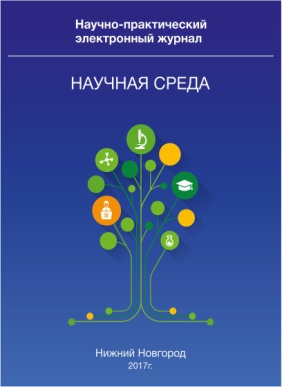 Научно-практический
электронный журнал
НАУЧНАЯ СРЕДА
Нижний Новгород
2017г.